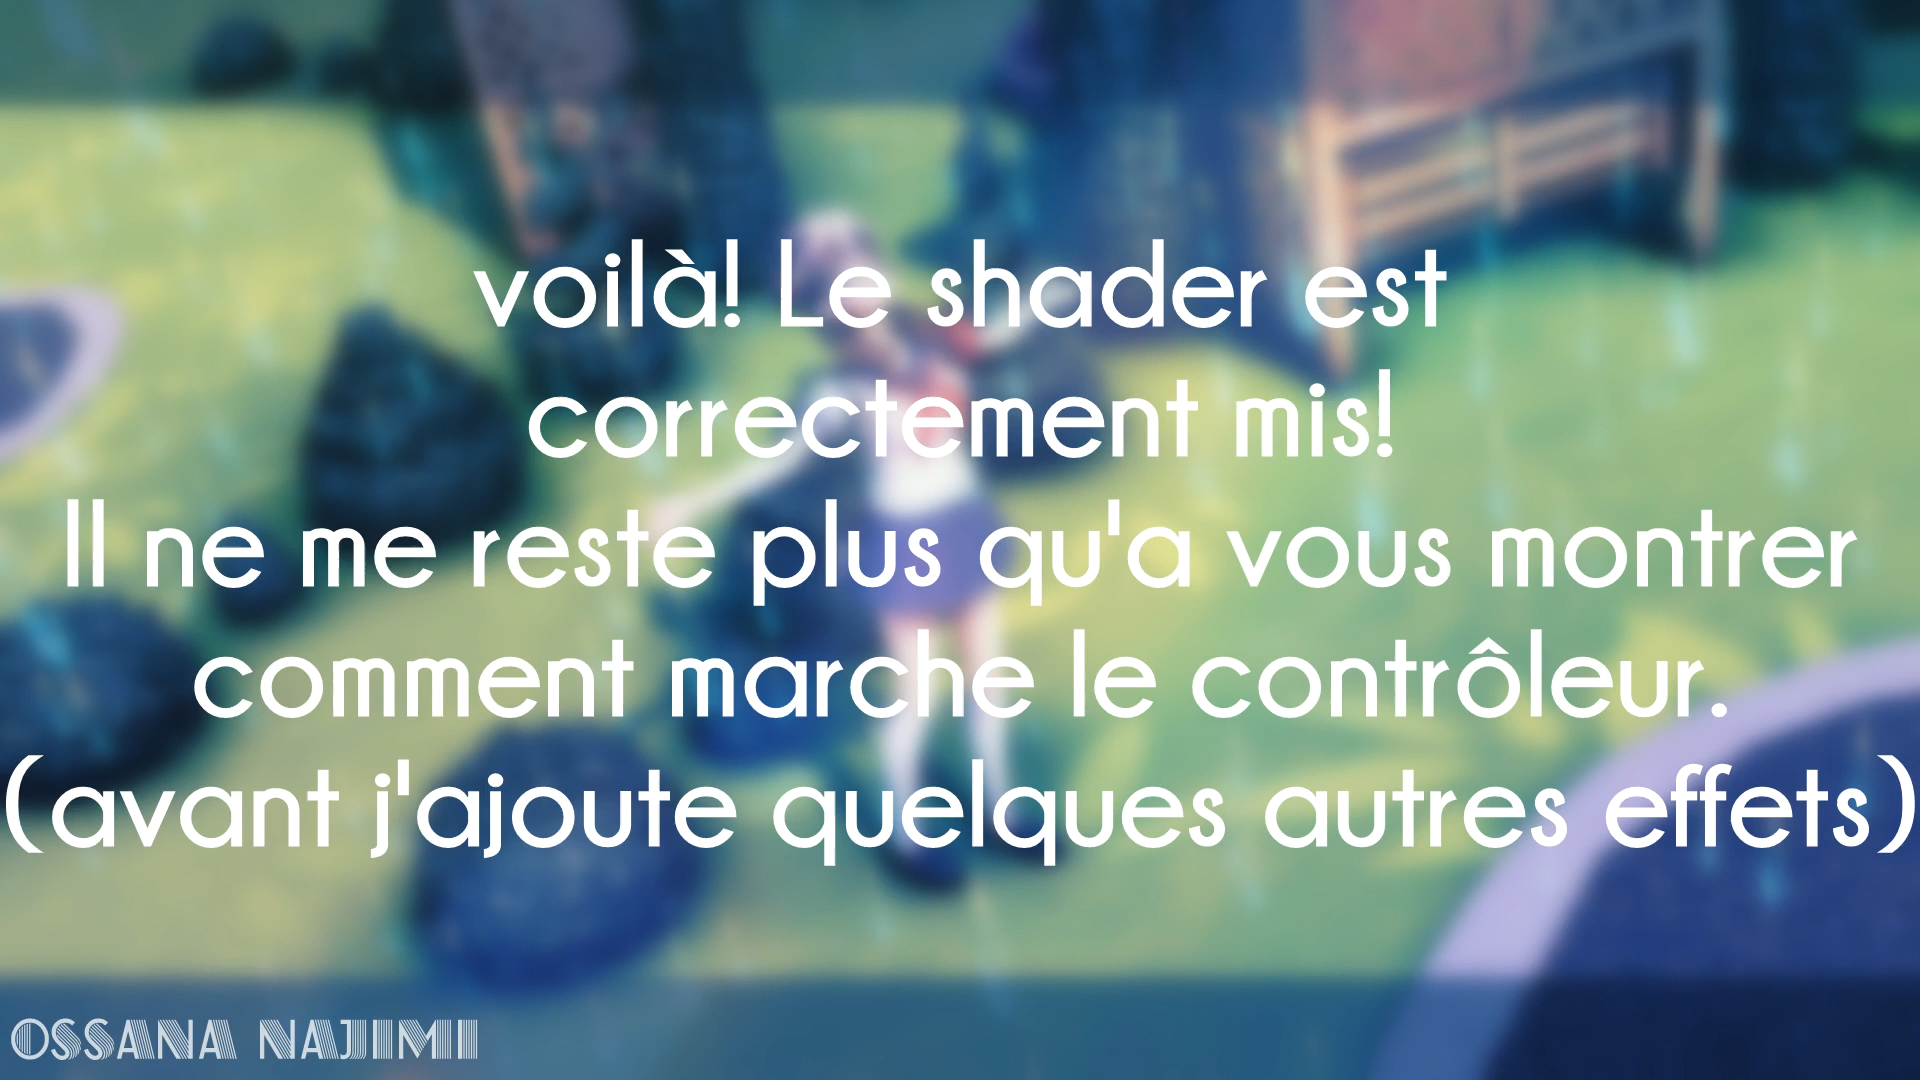 voilà! Le shader est
correctement mis!
Il ne me reste plus qu'a vous montrer
comment marche le contrôleur.
(avant j'ajoute quelques autres effets)
OSSANA NAJIMI